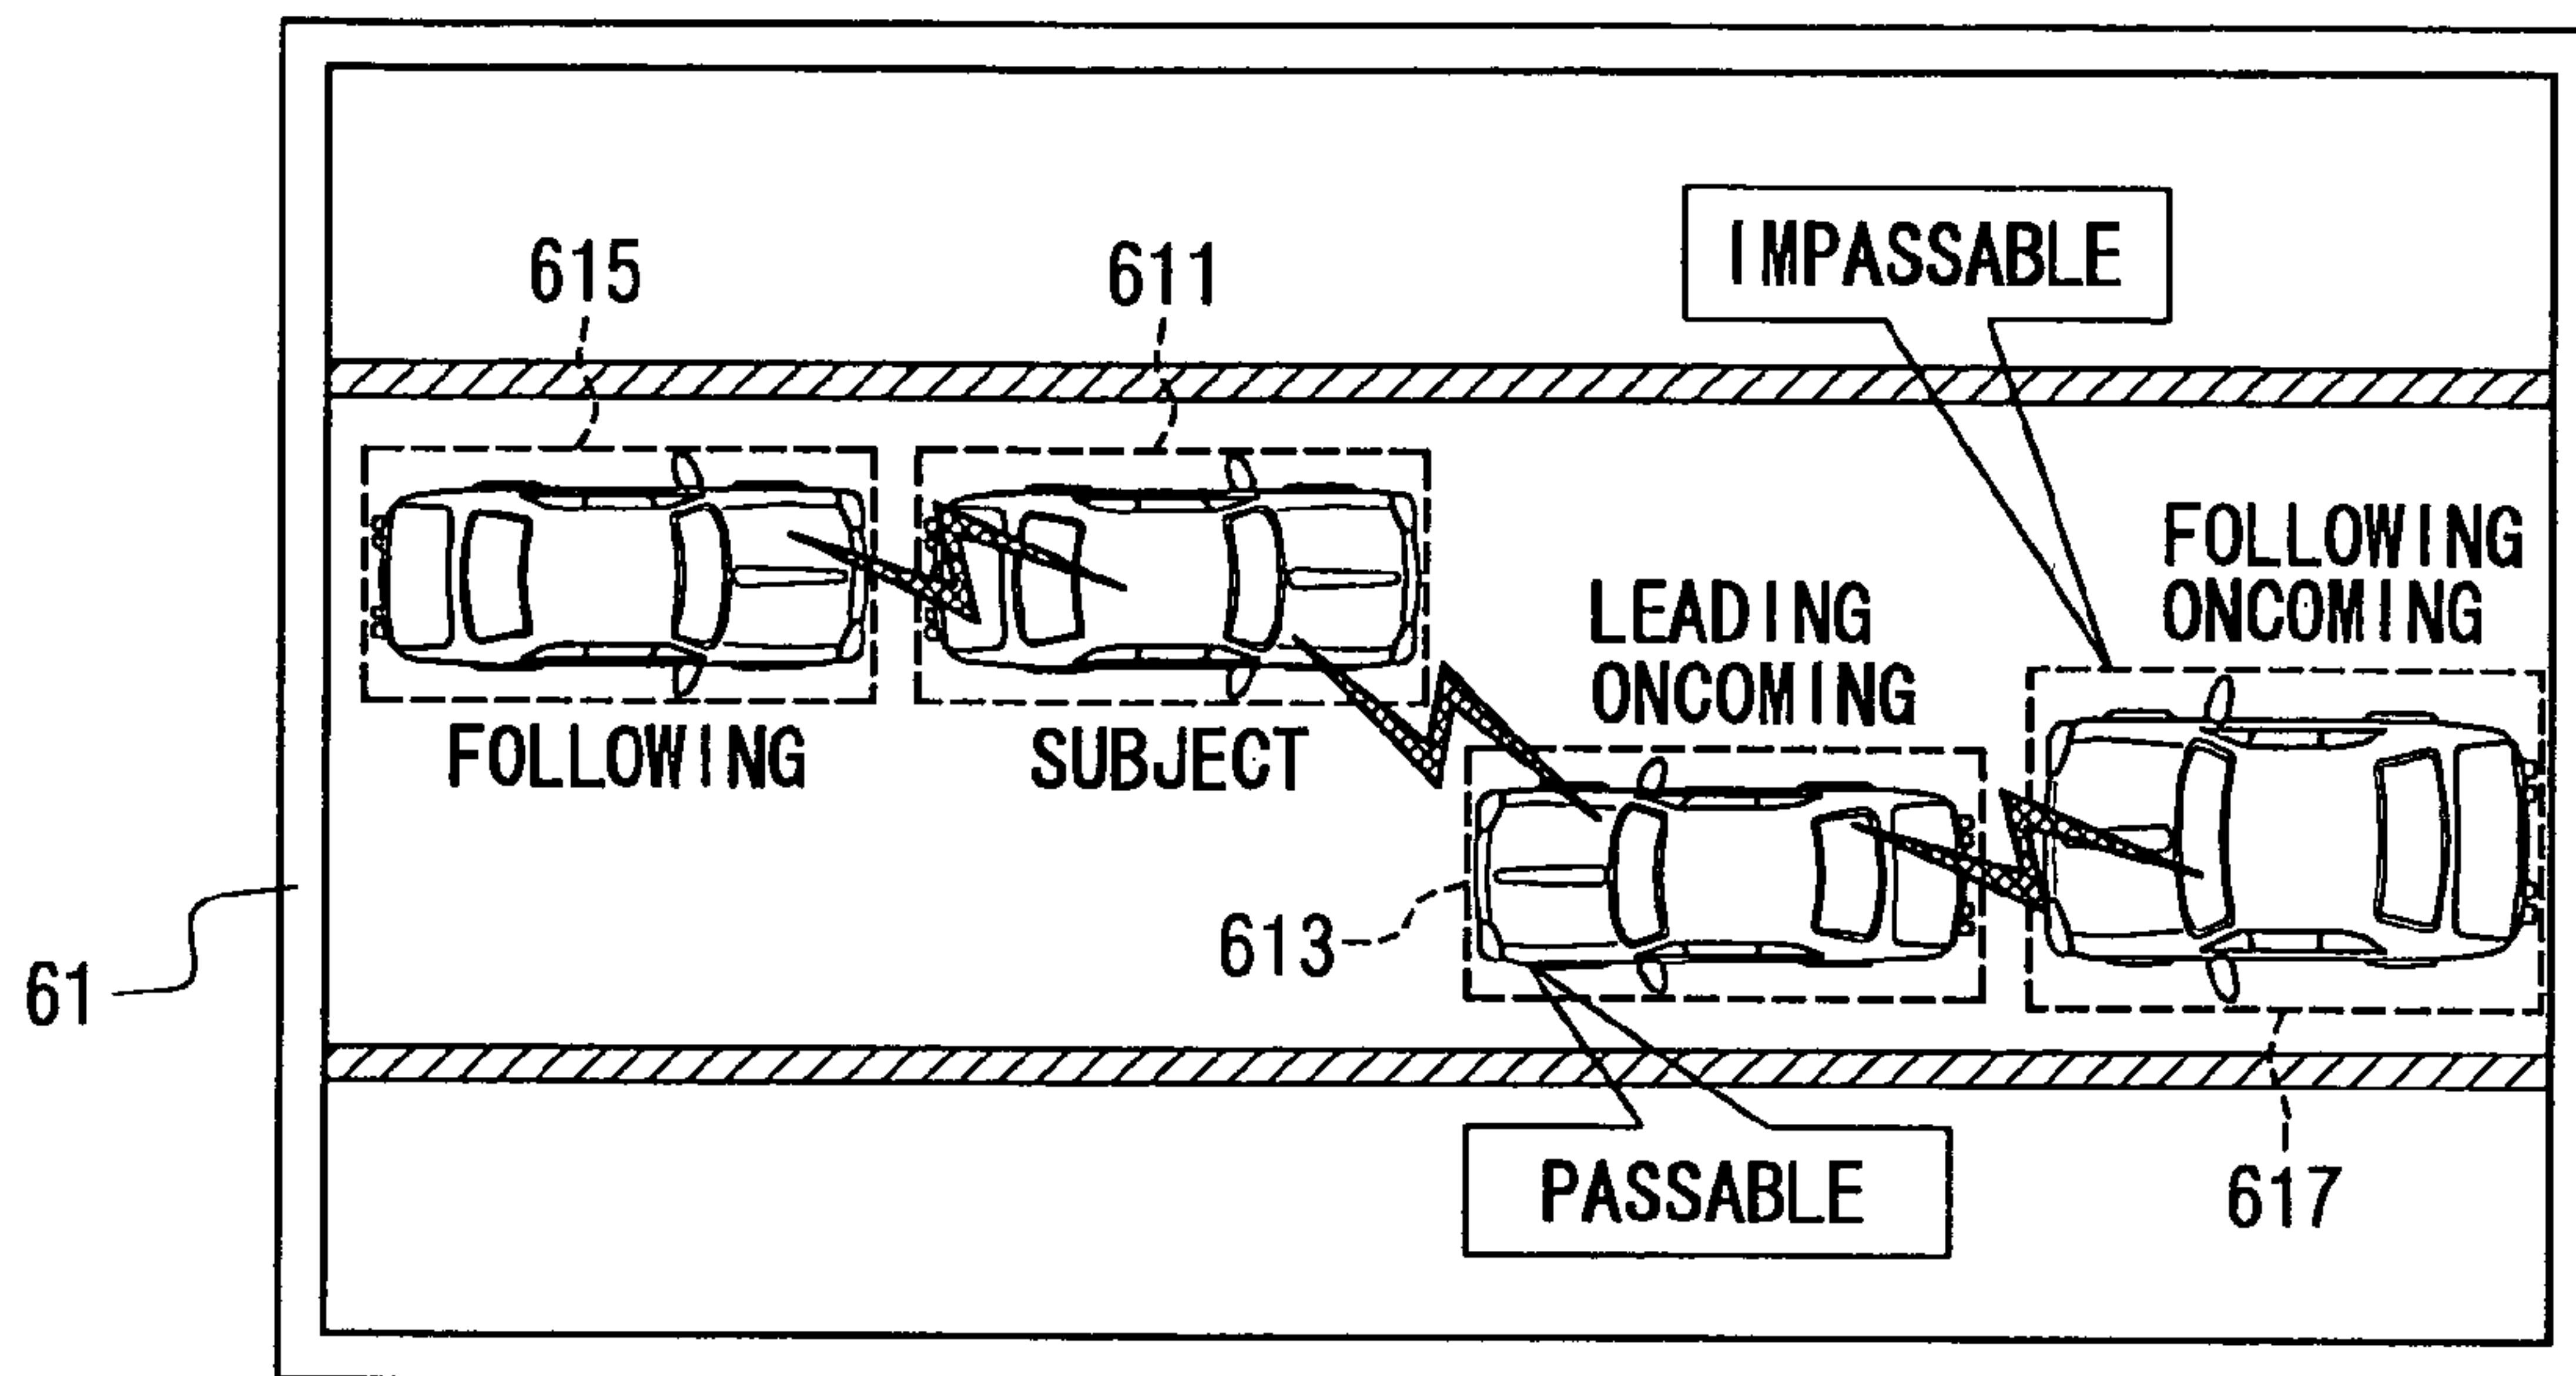 IMPASSABLE
615
611
FOLLOWING
ONCOMING
LEADING
ONCOMING
FOLLOWING
SUBJECT
613
61
PASSABLE
617